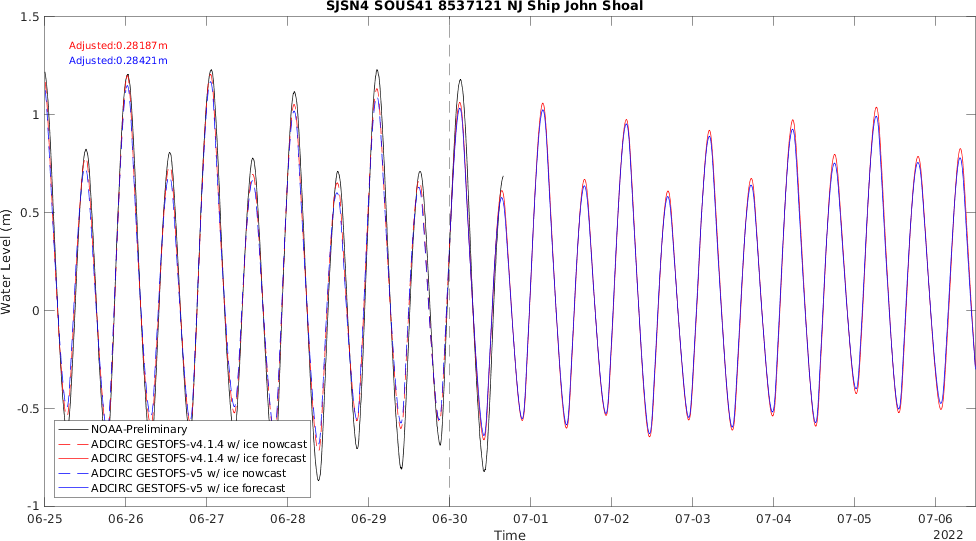 SJSN4 SOUS41 8537121 NJ Ship John Shoal
1.5
1
0.5
0
-0.5
-1
Water Level (m)
Adjusted:0.28187m
Adjusted:0.28421m
NOAA-Preliminary
ADCIRC GESTOFS-v4.1.4 w/ ice nowcast
ADCIRC GESTOFS-v4.1.4 w/ ice forecast
ADCIRC GESTOFS-v5 w/ ice nowcast
ADCIRC GESTOFS-v5 w/ ice forecast
06-25 06-26 06-27 06-28 06-29 06-30 07-01 07-02 07-03 07-04 07-05 07-06
Time
2022